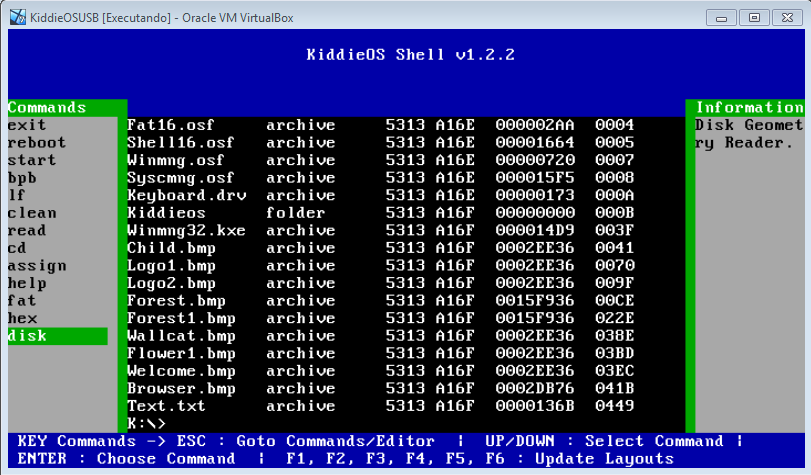 KiddieOSUSB [Executando] - Oracle VM VirtualBox
KiddieOS Shell v1.2.2
Commands
exit
reboot
start
bpb
lf
clean
read
cd
assign
help
fat
hex
disk
Fat16.osf archive 5313 A16E 000002AA 0004
Shell16.osf archive 5313 A16E 00001664 0005
Winmng.osf archive 5313 A16E 00000720 0007
Syscmng.osf archive 5313 A16E 000015F5 0008
Keyboard.drv archive 5313 A16E 00000173 000A
Kiddieos folder 5313 A16F 00000000 000B
Winmng32.kxe archive 5313 A16F 000014D9 003F
Child.bmp archive 5313 A16F 0002EE36 0041
Logo1.bmp archive 5313 A16F 0002EE36 0070
Logo2.bmp archive 5313 A16F 0002EE36 009F
Forest.bmp archive 5313 A16F 0015F936 00CE
Forest1.bmp archive 5313 A16F 0015F936 022E
Wallcat.bmp archive 5313 A16F 0002EE36 038E
Flower1.bmp archive 5313 A16F 0002EE36 03BD
Welcome.bmp archive 5313 A16F 0002EE36 03EC
Browser.bmp archive 5313 A16F 0002DB76 041B
Text.txt archive 5313 A16F 0000136B 0449
K:\>
Information
Disk Geomet
ry Reader.
KEY Commands -> ESC : Goto Commands/Editor ¦ UP/DOWN : Select Command ¦
ENTER : Choose Command ¦ F1, F2, F3, F4, F5, F6 : Update Layouts